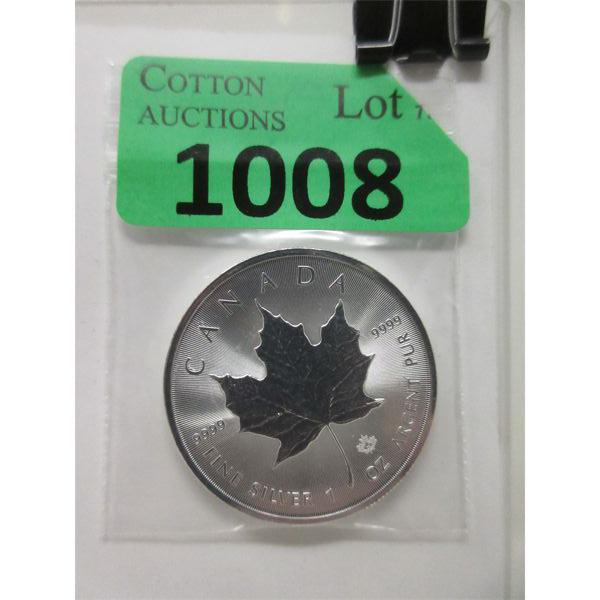 COTTON
AUCTIONS
Lot
1008
CANADA
9999
9999
FINE SILVER 1 OZ ARGENT PUR